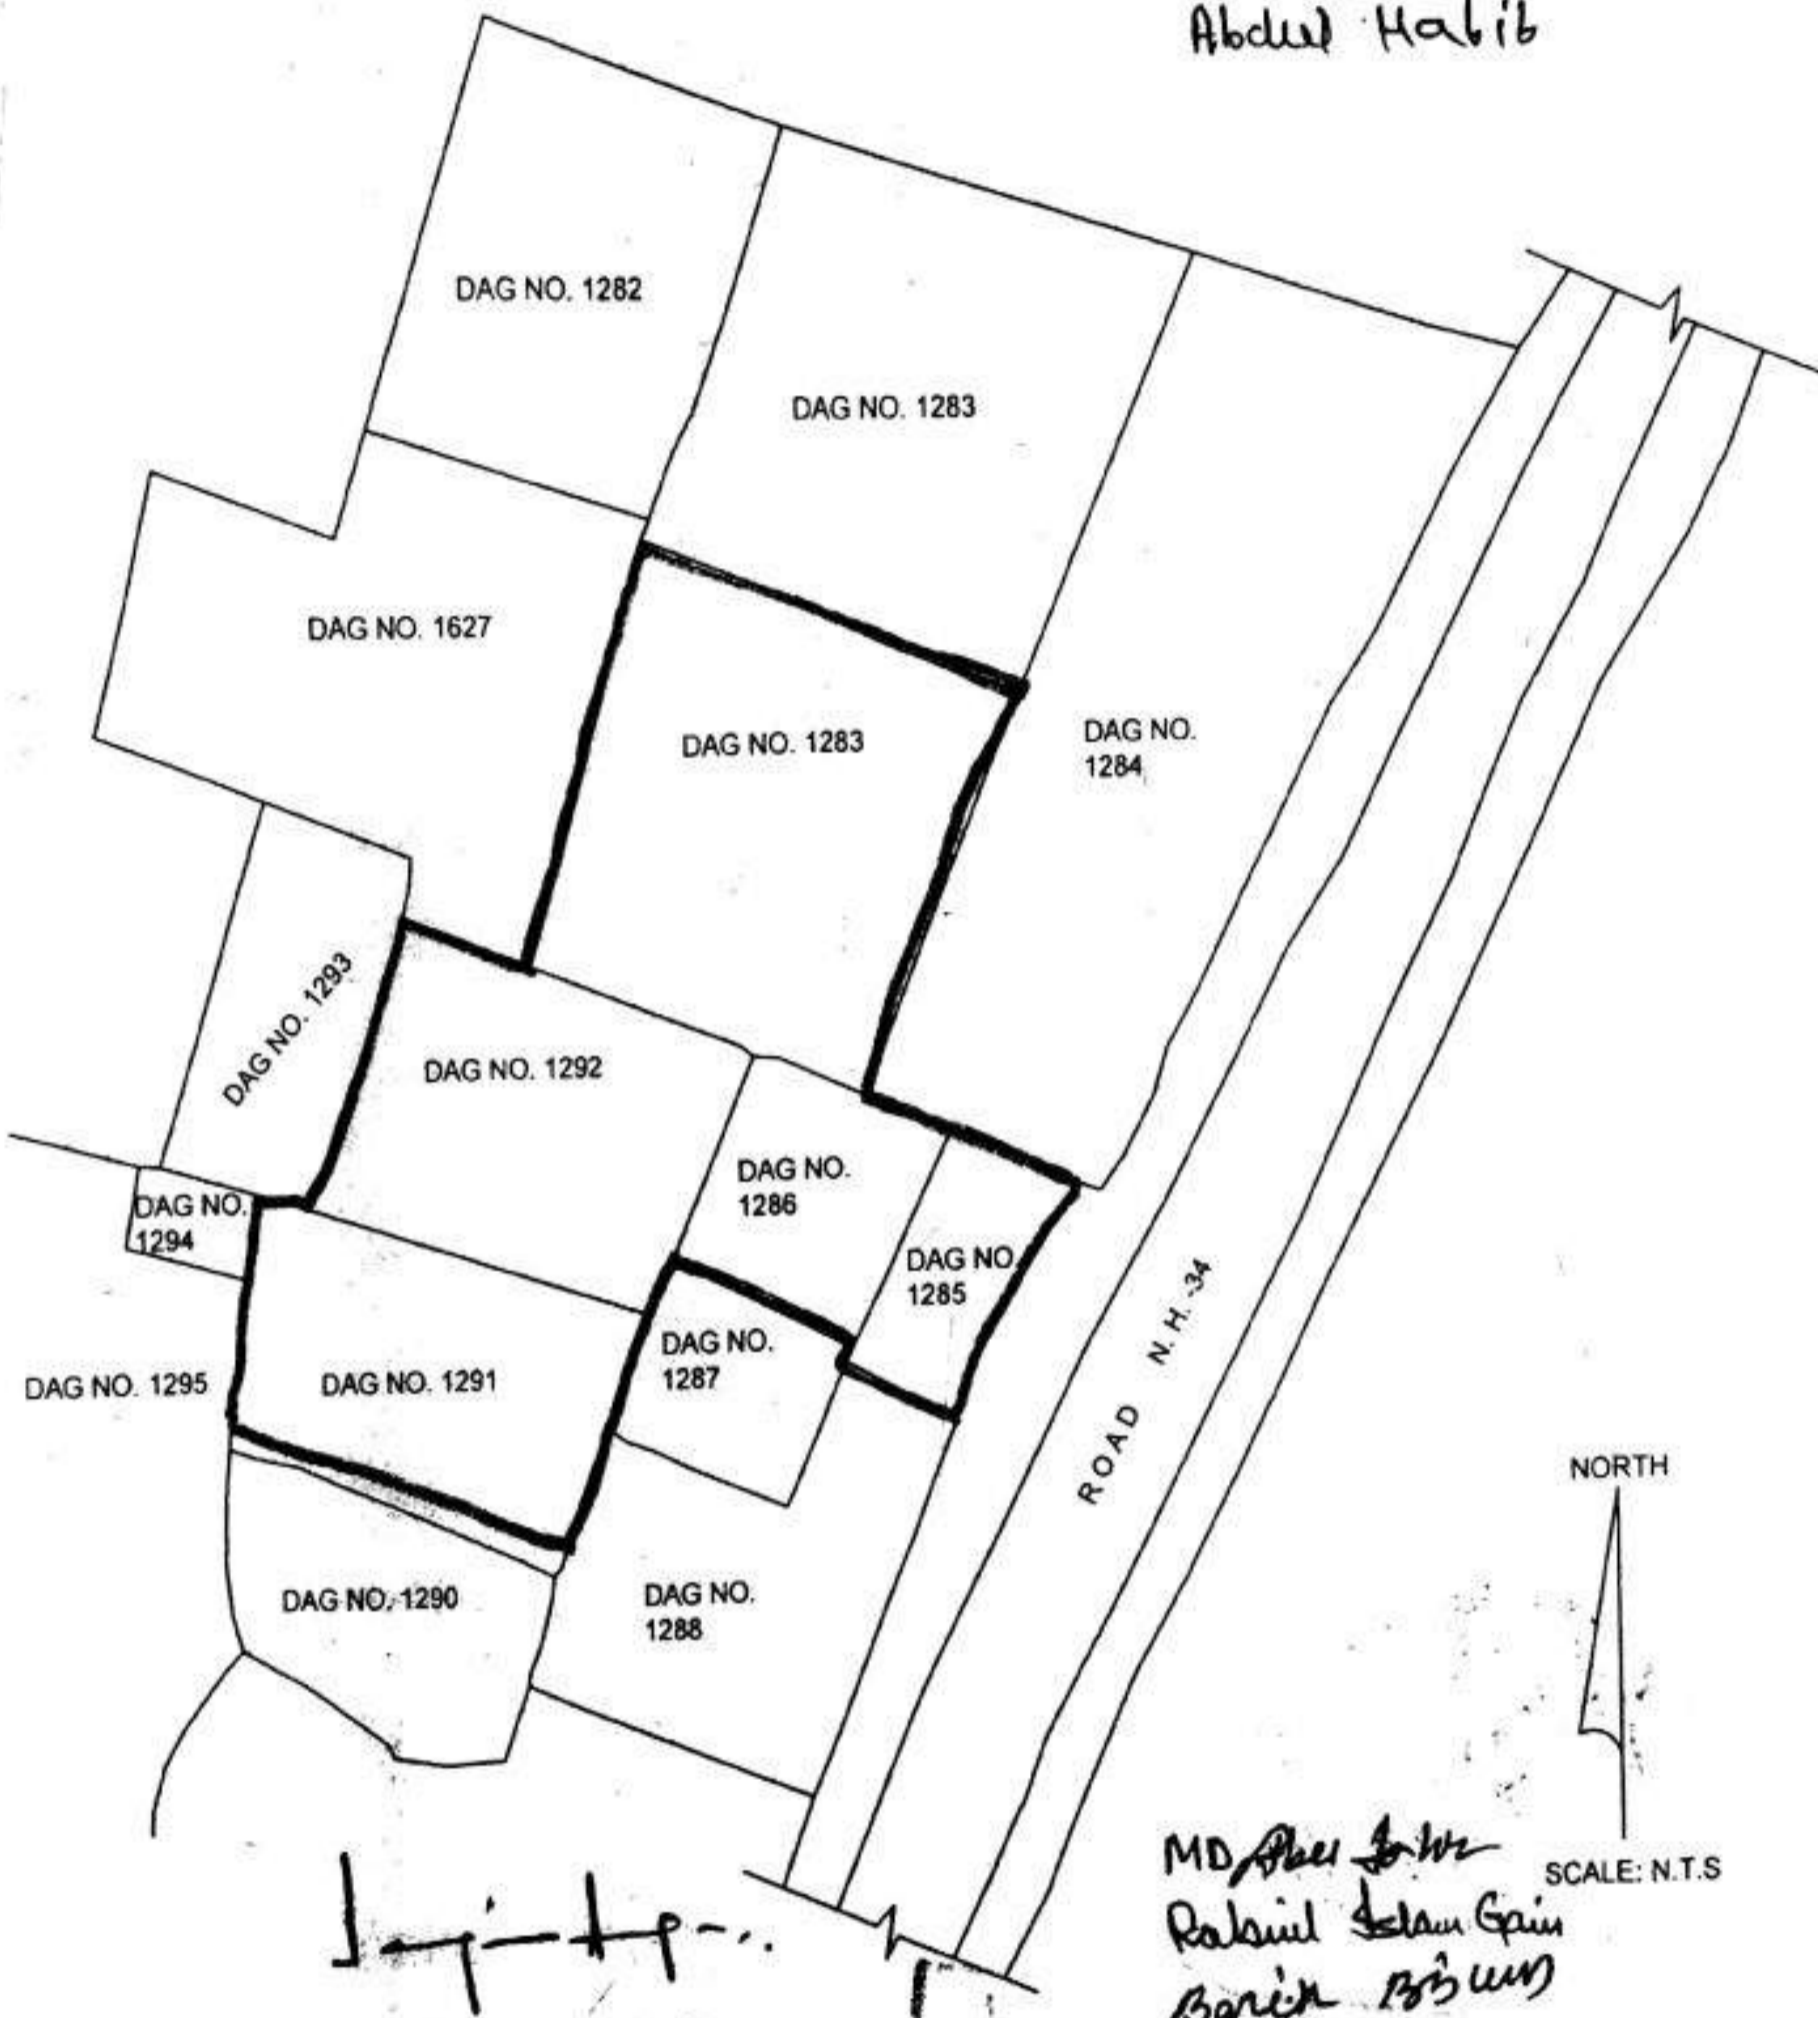 Abdul Habib
DAG NO. 1282
DAG NO. 1283
DAG NO. 1627
DAG NO. 1283
DAG NO.
1284
DAG NO. 1293
DAG NO. 1292
DAG NO.
1286
DAG NO.
1294
DAG NO.
1285
DAG NO.
1287
DAG NO. 1295
DAG NO. 1291
ROAD N.H.-34
NORTH
DAG NO. 1290
DAG NO.
1288
SCALE: N.T.S
MD
Islam Gain